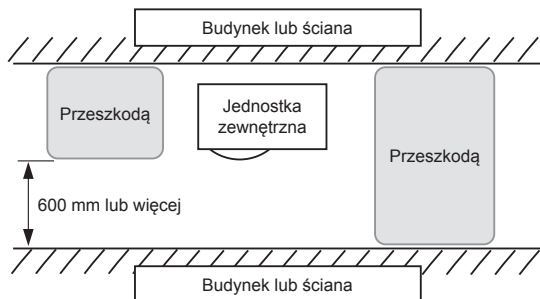 Budynek lub ściana
Przeszkodą
Jednostka
zewnętrzna
Przeszkodą
600 mm lub więcej
Budynek lub ściana